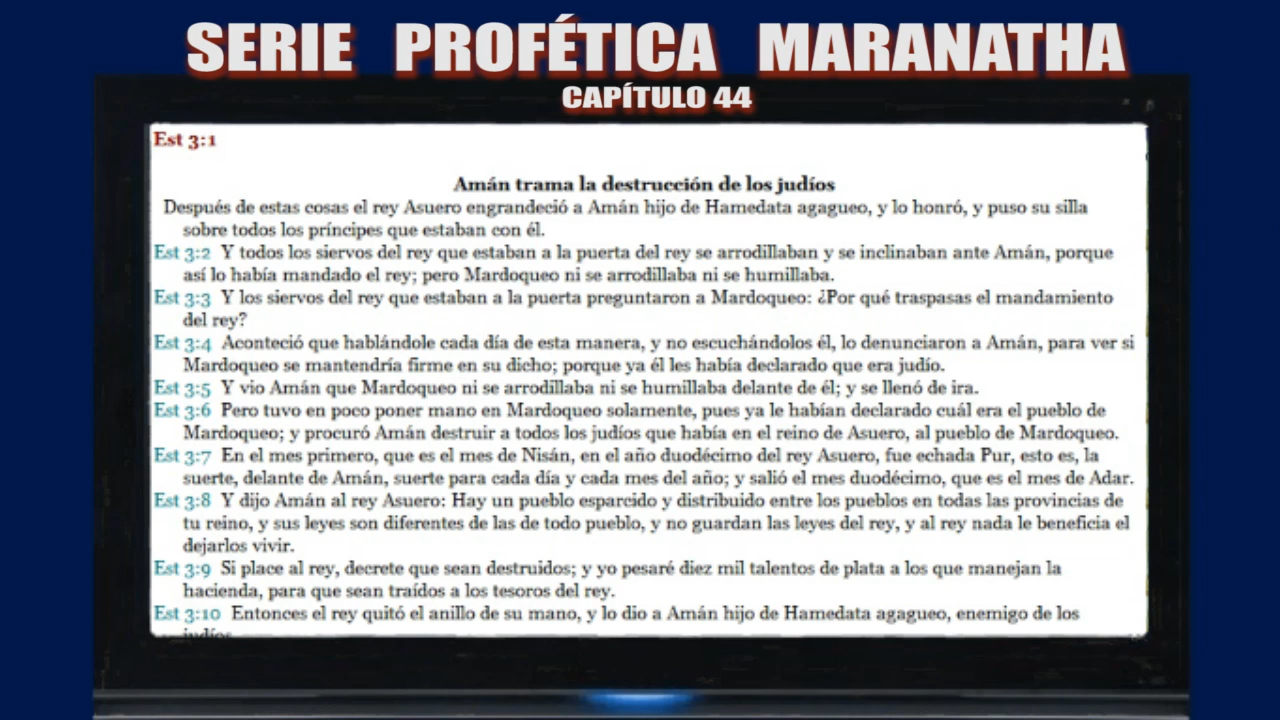 SERIE PROFÉTICA MARANATHA
CAPÍTULO 44
Est 3:1
Amán trama la destrucción de los judíos
Después de estas cosas el rey Asuero engrandeció a Amán hijo de Hamedata agagueo, y lo honró, y puso su silla
sobre todos los príncipes que estaban con él.
Est 3:2 Y todos los siervos del rey que estaban a la puerta del rey se arrodillaban y se inclinaban ante Amán, porque
así lo había mandado el rey; pero Mardoqueo ni se arrodillaba ni se humillaba.
Est 3:3 Y los siervos del rey que estaban a la puerta preguntaron a Mardoqueo: ¿Por qué traspasas el mandamiento
del rey?
Est 3:4 Aconteció que hablándole cada día de esta manera, y no escuchándolos él, lo denunciaron a Amán, para ver si
Mardoqueo se mantendría firme en su dicho; porque ya él les había declarado que era judío.
Est 3:5 Y vio Amán que Mardoqueo ni se arrodillaba ni se humillaba delante de él; y se llenó de ira.
Est 3:6 Pero tuvo en poco poner mano en Mardoqueo solamente, pues ya le habían declarado cuál era el pueblo de
Mardoqueo; y procuró Amán destruir a todos los judíos que había en el reino de Asuero, al pueblo de Mardoqueo.
Est 3:7 En el mes primero, que es el mes de Nisán, en el año duodécimo del rey Asuero, fue echada Pur, esto es, la
suerte, delante de Amán, suerte para cada día y cada mes del año; y salió el mes duodécimo, que es el mes de Adar.
Est 3:8 Y dijo Amán al rey Asuero: Hay un pueblo esparcido y distribuido entre los pueblos en todas las provincias de
tu reino, y sus leyes son diferentes de las de todo pueblo, y no guardan las leyes del rey, y al rey nada le beneficia el
dejarlos vivir.
Est 3:9 Si place al rey, decrete que sean destruidos; y yo pesaré diez mil talentos de plata a los que manejan la
hacienda, para que sean traídos a los tesoros del rey.
Est 3:10 Entonces el rey quitó el anillo de su mano, y lo dio a Amán hijo de Hamedata agagueo, enemigo de los
judíos